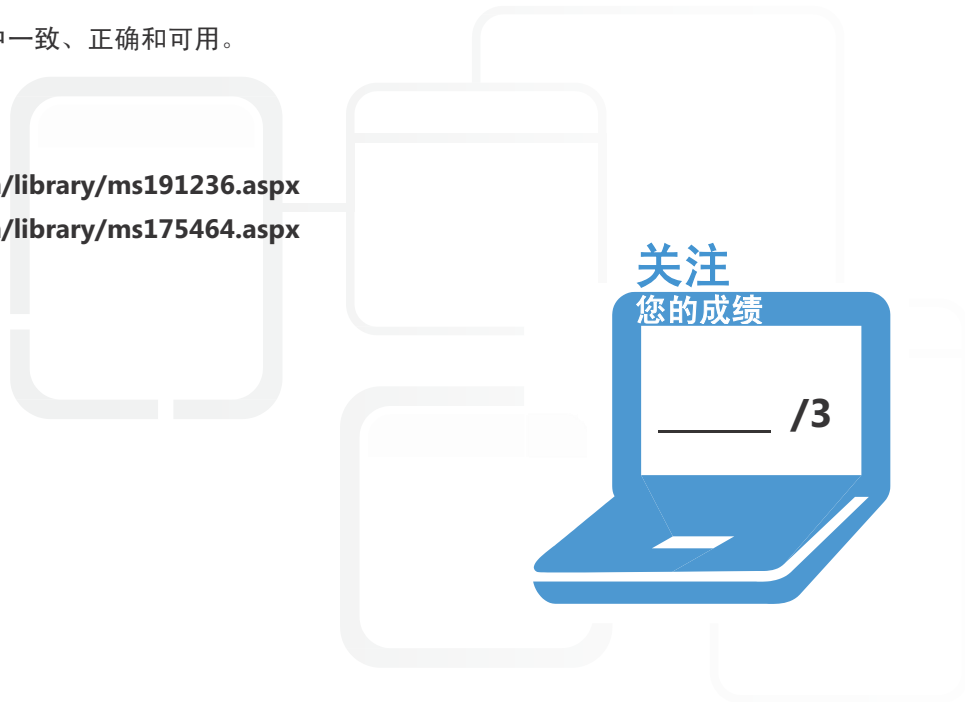 中一致、正确和可用。
/library/ms191236.aspx
/library/ms175464.aspx
关注
您的成绩
/3